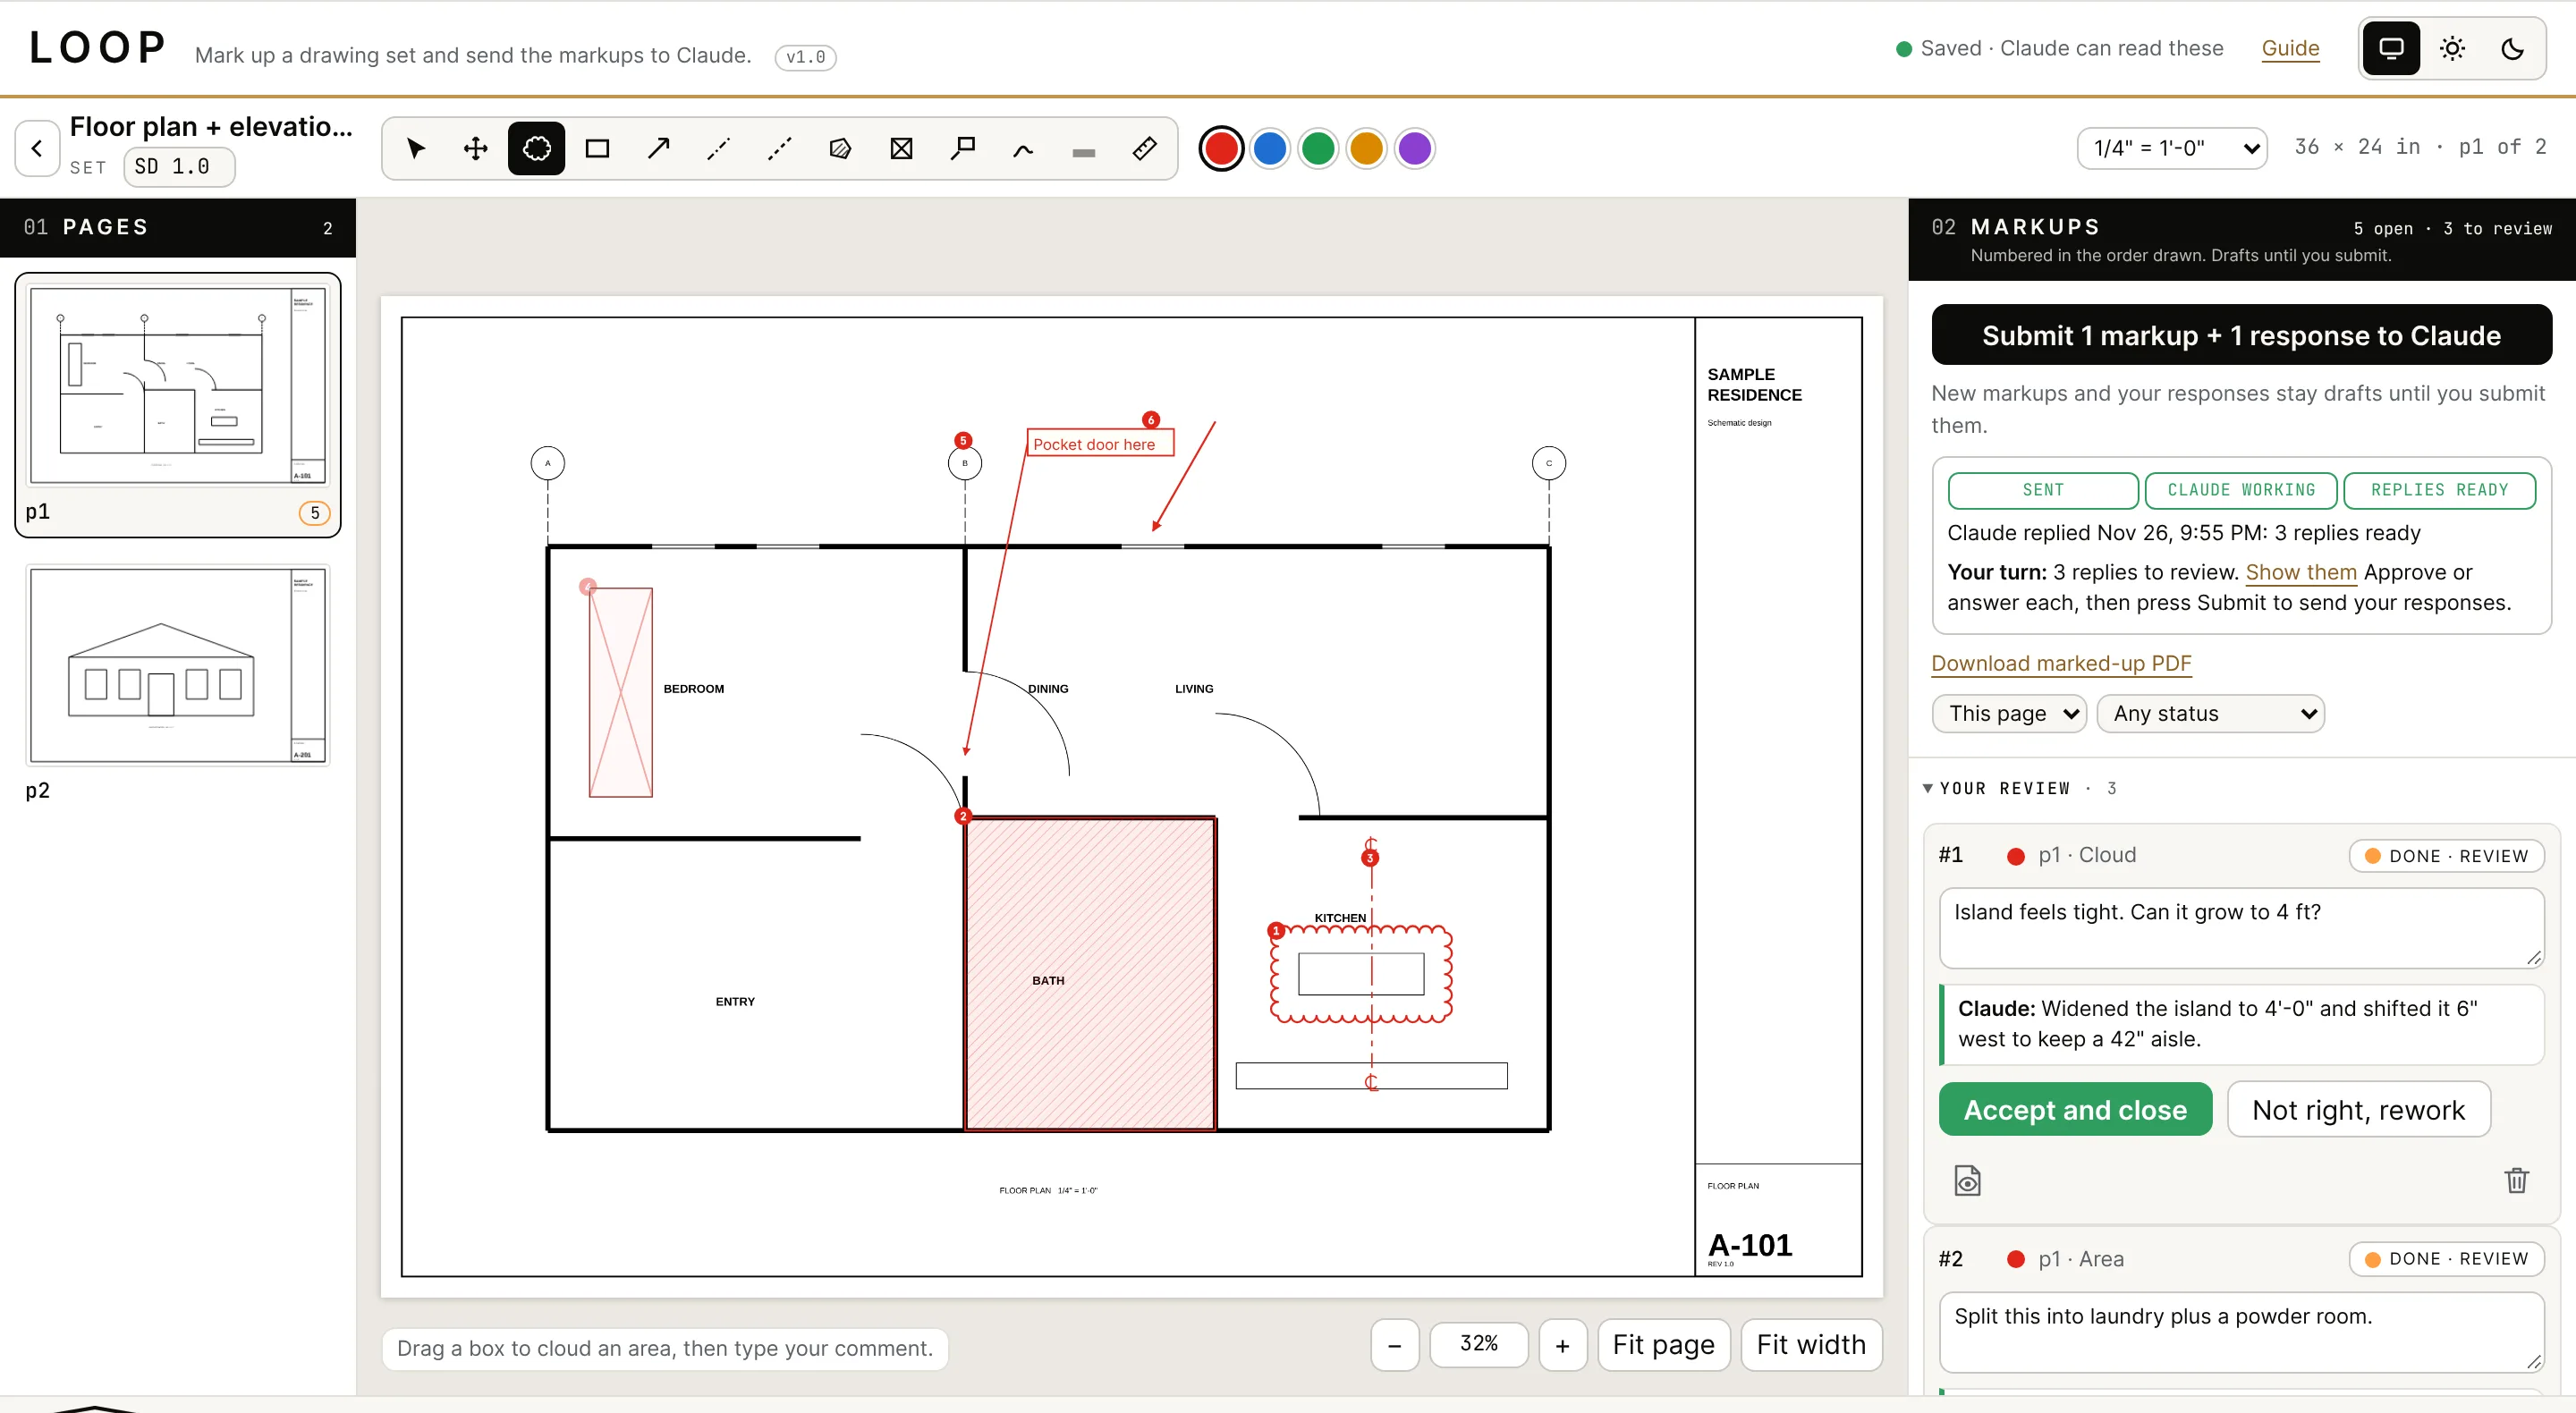 LOOP Mark up a drawing set and send the markups to Claude. v1.0 Saved · Claude can read these Guide
Floor plan + elevatio...
SET SD 1.0
1/4" = 1'-0" 36 × 24 in · p1 of 2
01 PAGES 2
p1 5
p2
SAMPLE
RESIDENCE
Schematic design
6
5 Pocket door here
A B C
BEDROOM DINING LIVING
2
3
KITCHEN
1
BATH
ENTRY
FLOOR PLAN 1/4" = 1'-0"
FLOOR PLAN
A-101
REV 1.0
Drag a box to cloud an area, then type your comment.
− 32% + Fit page Fit width
02 MARKUPS 5 open · 3 to review
Numbered in the order drawn. Drafts until you submit.
Submit 1 markup + 1 response to Claude
New markups and your responses stay drafts until you submit
them.
SENT CLAUDE WORKING REPLIES READY
Claude replied Nov 26, 9:55 PM: 3 replies ready
Your turn: 3 replies to review. Show them Approve or
answer each, then press Submit to send your responses.
Download marked-up PDF
This page Any status
YOUR REVIEW · 3
#1 p1 · Cloud DONE · REVIEW
Island feels tight. Can it grow to 4 ft?
Claude: Widened the island to 4'-0" and shifted it 6"
west to keep a 42" aisle.
Accept and close Not right, rework
#2 p1 · Area DONE · REVIEW
Split this into laundry plus a powder room.